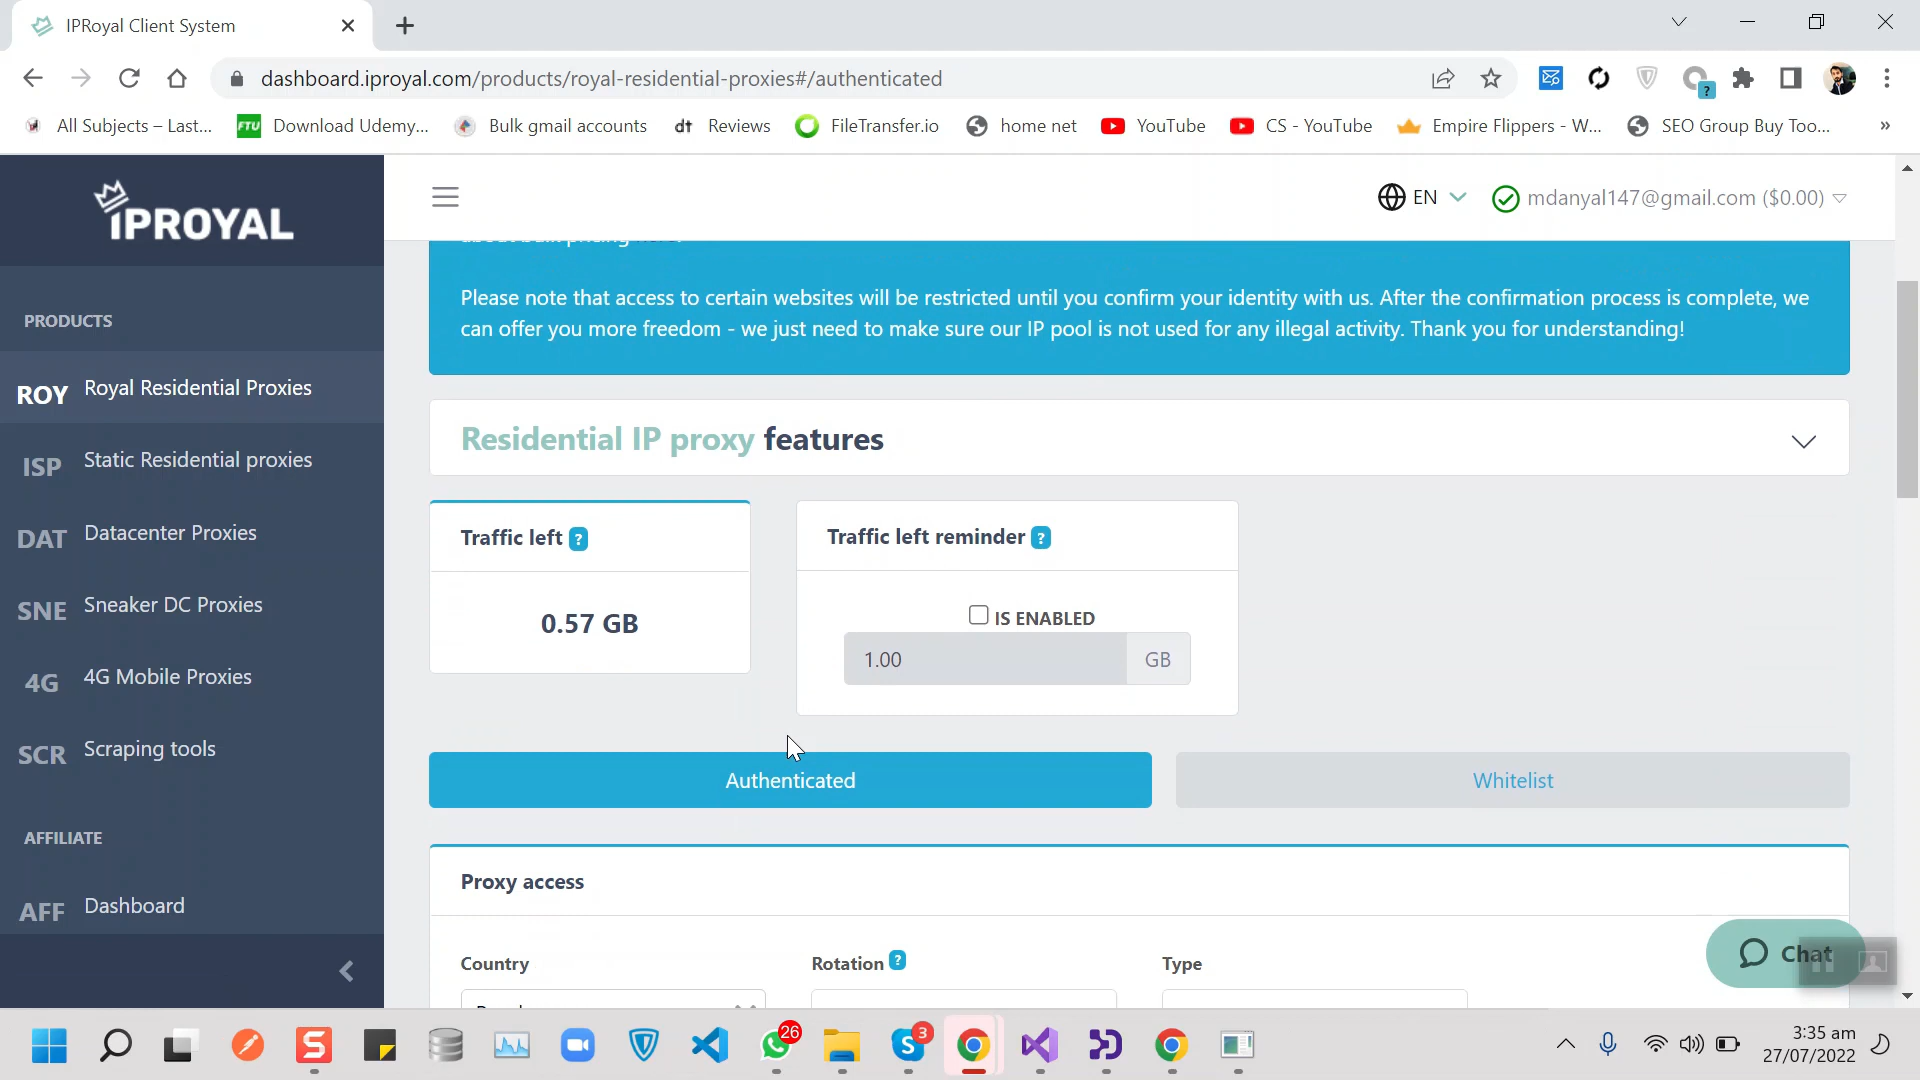 IPRoyal Client System
dashboard.iproyal.com/products/royal-residential-proxies#/authenticated
?
All Subjects – Last...
FTU Download Udemy...
Bulk gmail accounts
dt Reviews
FileTransfer.io
home net
YouTube
CS - YouTube
Empire Flippers - W...
SEO Group Buy Too...
»
IPROYAL
EN
mdanyal147@gmail.com ($0.00)
Please note that access to certain websites will be restricted until you confirm your identity with us. After the confirmation process is complete, we
can offer you more freedom - we just need to make sure our IP pool is not used for any illegal activity. Thank you for understanding!
PRODUCTS
ROY Royal Residential Proxies
ISP Static Residential proxies
DAT Datacenter Proxies
SNE Sneaker DC Proxies
4G 4G Mobile Proxies
SCR Scraping tools
AFFILIATE
AFF Dashboard
Residential IP proxy features
Traffic left ?
0.57 GB
Traffic left reminder ?
IS ENABLED
1.00 GB
Authenticated
Whitelist
Proxy access
Country
Rotation ?
Type
Chat
S
26
S
3
3:35 am
27/07/2022